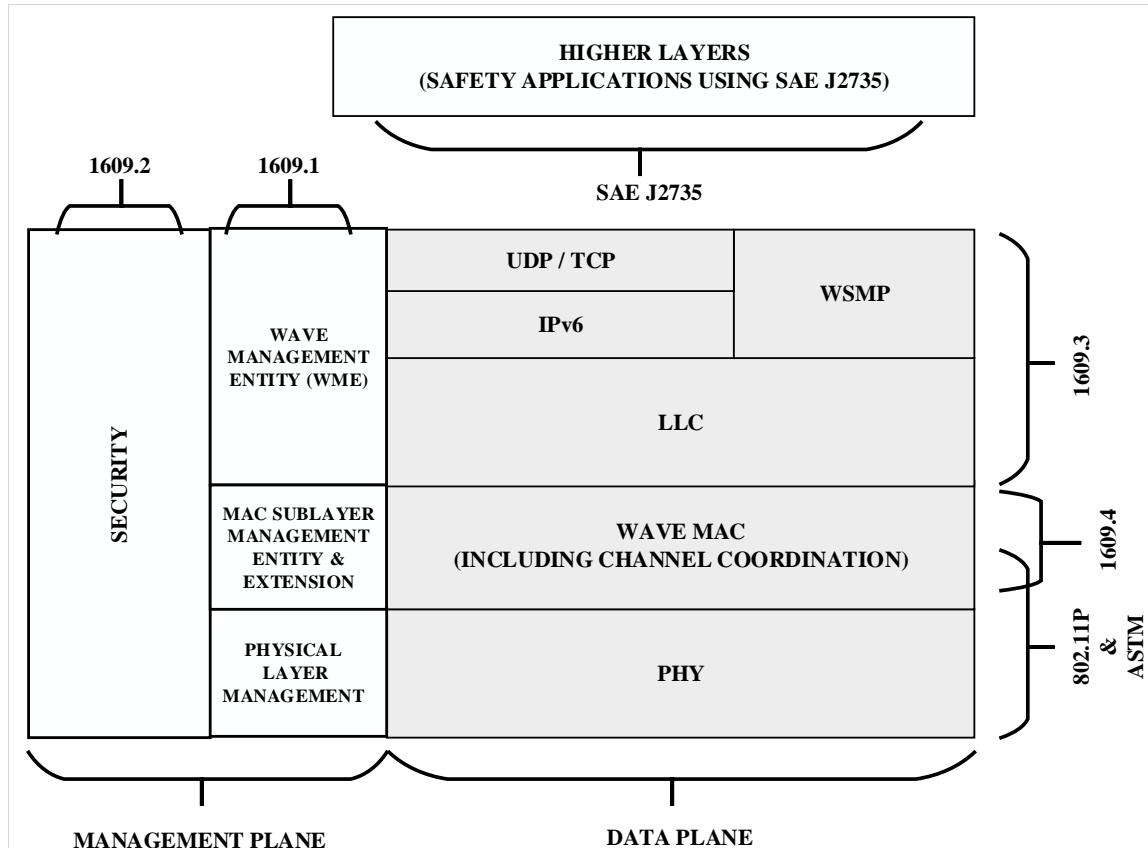 HIGHER LAYERS
(SAFETY APPLICATIONS USING SAE J2735)
1609.2
1609.1
SAE J2735
UDP / TCP
WSMP
IPv6
WAVE
MANAGEMENT
ENTITY (WME)
1609.3
LLC
SECURITY
MAC SUBLAYER
MANAGEMENT
ENTITY &
EXTENSION
WAVE MAC
(INCLUDING CHANNEL COORDINATION)
1609.4
PHYSICAL
LAYER
MANAGEMENT
PHY
802.11P
&
ASTM
MANAGEMENT PLANE
DATA PLANE